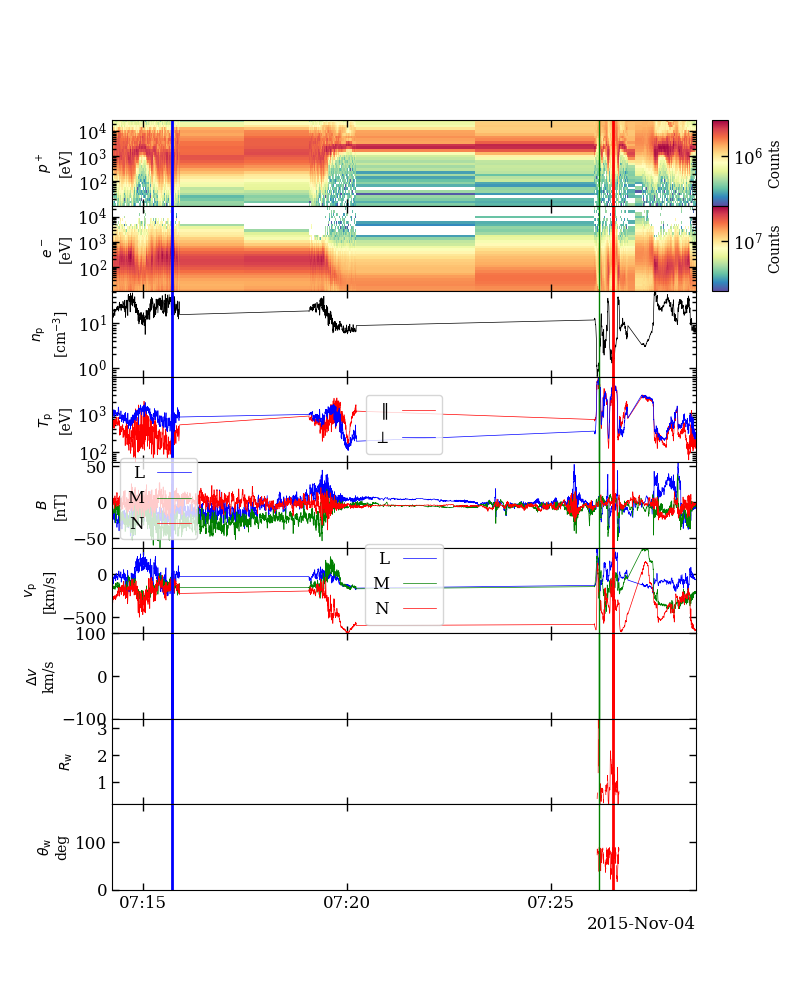 10⁴
10³
10²
p⁺
[eV]
10⁶
Counts
10⁴
10³
10²
e⁻
[eV]
10⁷
Counts
10¹
10⁰
nₚ
[cm⁻³]
10³
10²
Tₚ
[eV]
∥
⊥
50
0
−50
B
[nT]
L
M
N
0
−500
vₚ
[km/s]
L
M
N
100
0
−100
Δv
km/s
3
2
1
R_w
100
0
θ_w
deg
07:15 07:20 07:25
2015-Nov-04